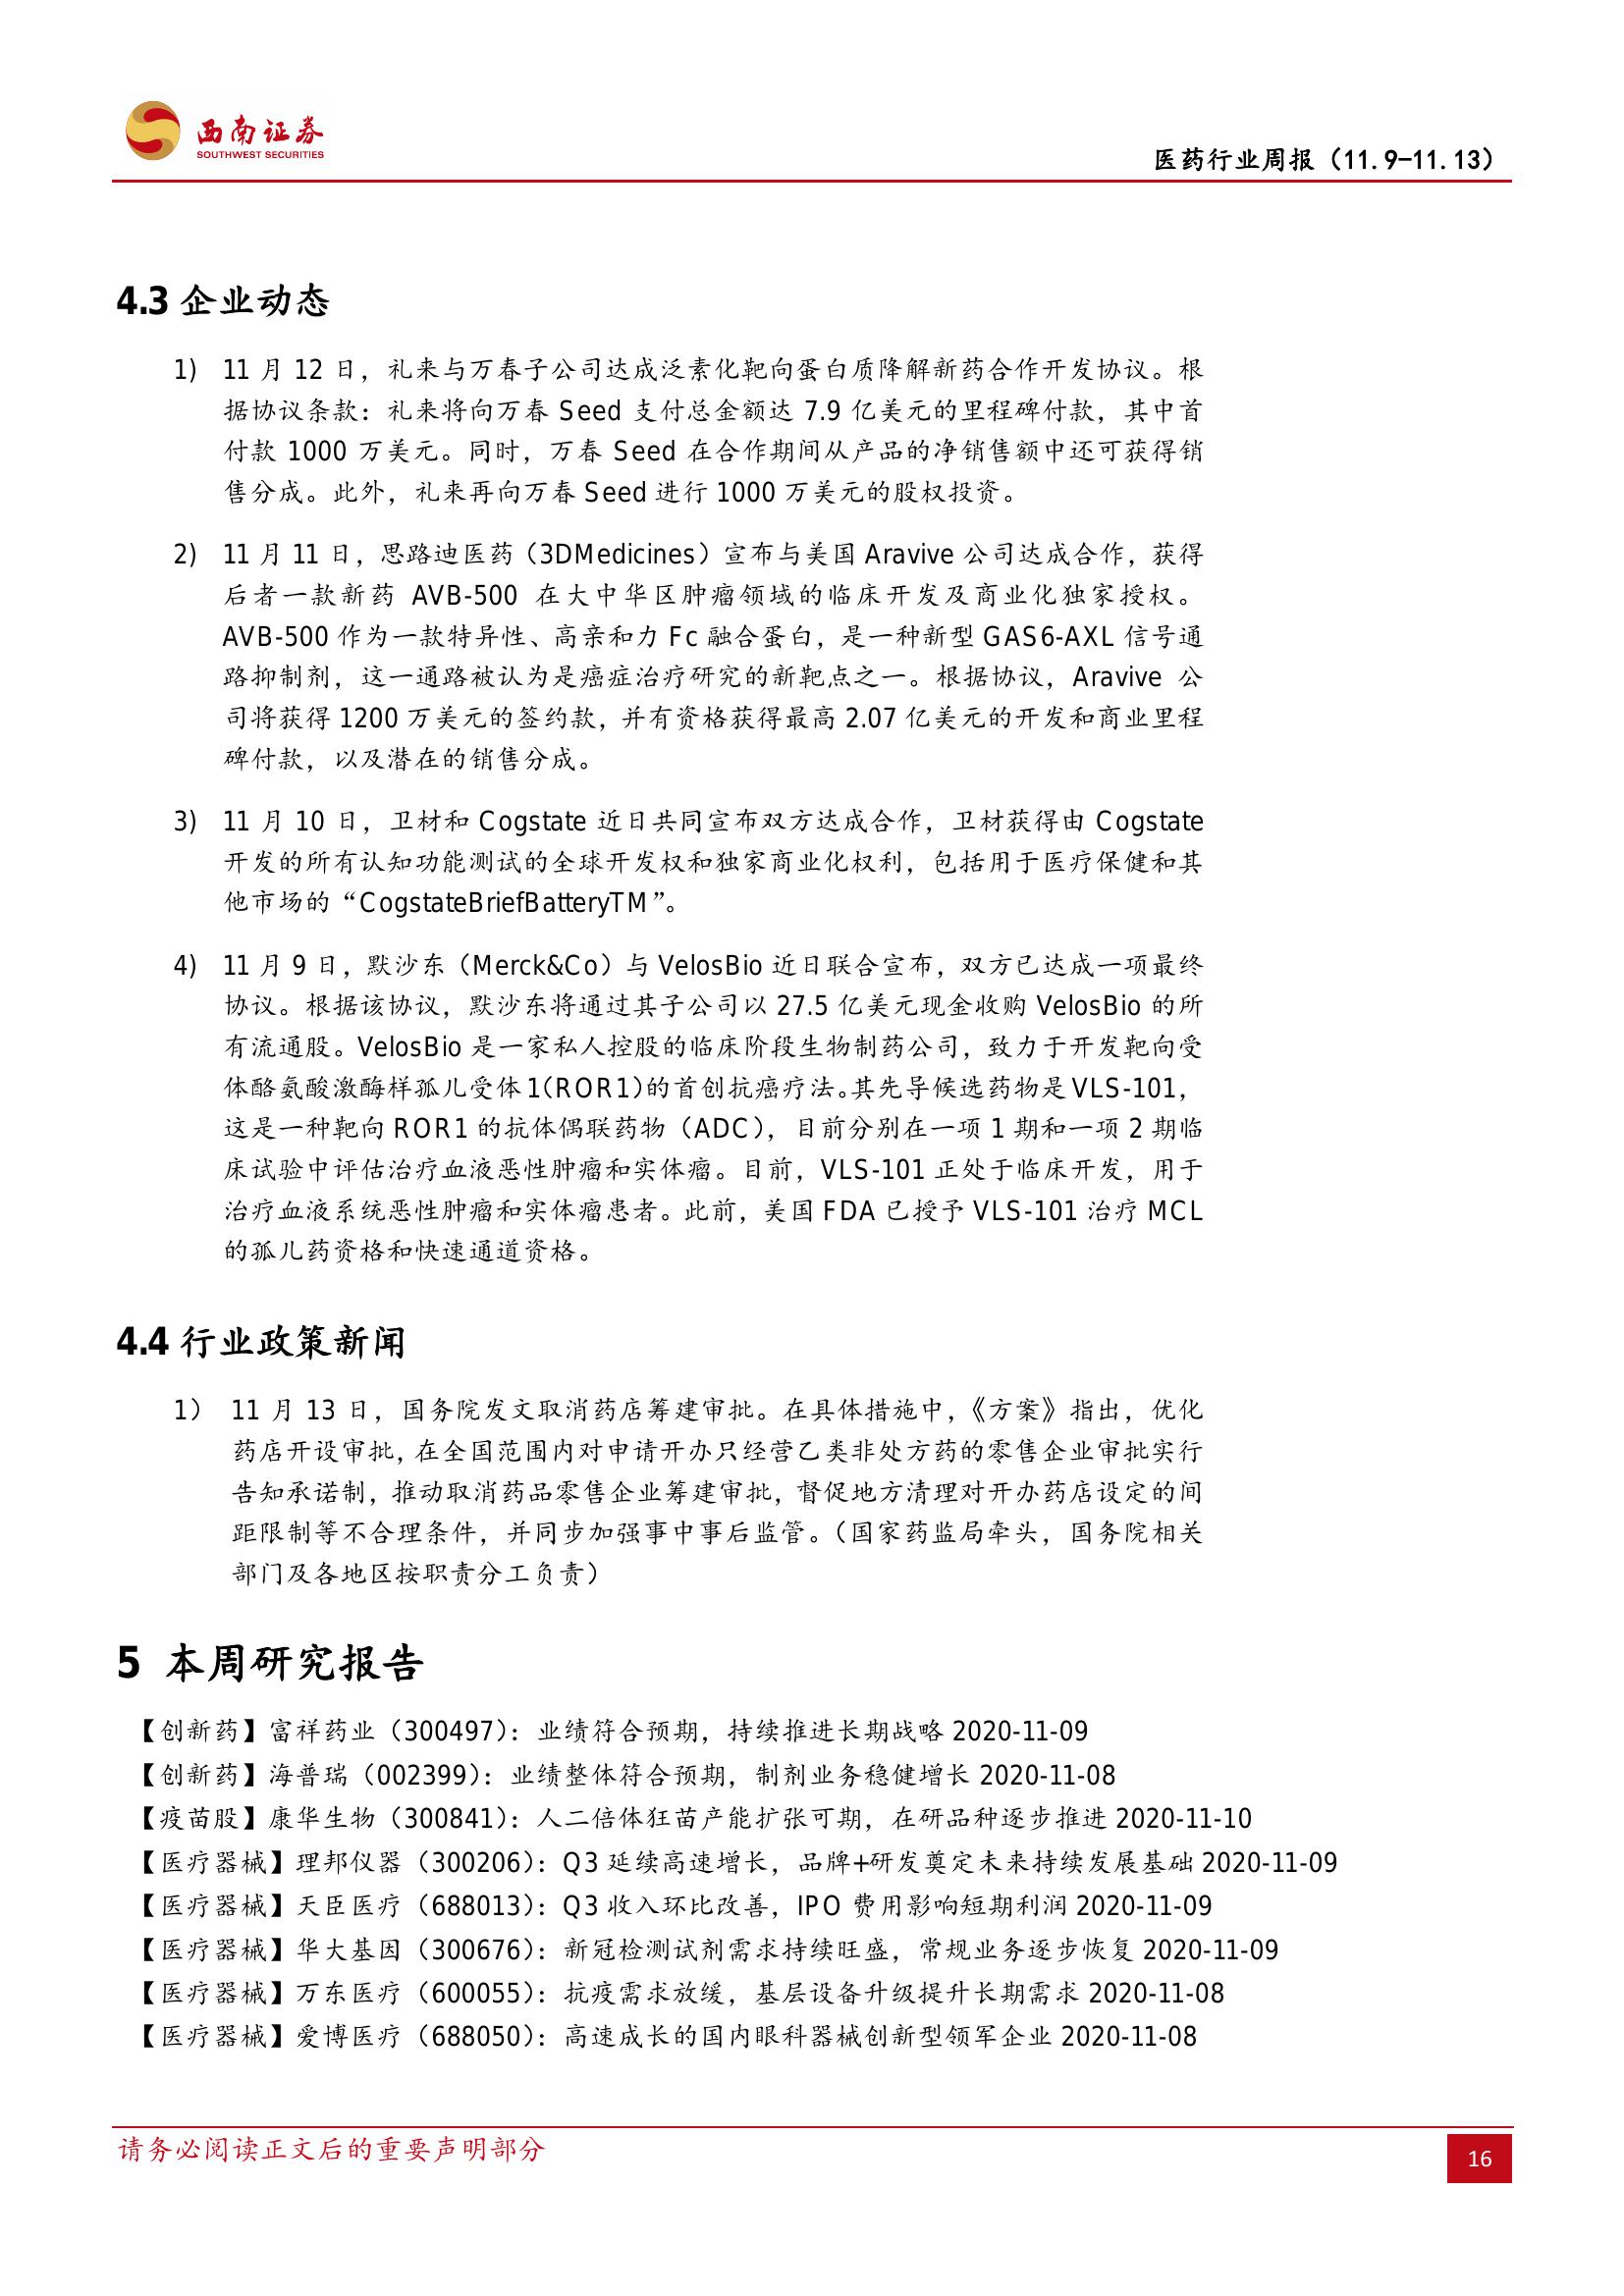 西南证券
SOUTHWEST SECURITIES
医药行业周报（11.9-11.13）
4.3 企业动态
1) 11 月 12 日，礼来与万春子公司达成泛素化靶向蛋白质降解新药合作开发协议。根
据协议条款：礼来将向万春 Seed 支付总金额达 7.9 亿美元的里程碑付款，其中首
付款 1000 万美元。同时，万春 Seed 在合作期间从产品的净销售额中还可获得销
售分成。此外，礼来再向万春 Seed 进行 1000 万美元的股权投资。
2) 11 月 11 日，思路迪医药（3DMedicines）宣布与美国 Aravive 公司达成合作，获得
后者一款新药 AVB-500 在大中华区肿瘤领域的临床开发及商业化独家授权。
AVB-500 作为一款特异性、高亲和力 Fc 融合蛋白，是一种新型 GAS6-AXL 信号通
路抑制剂，这一通路被认为是癌症治疗研究的新靶点之一。根据协议，Aravive 公
司将获得 1200 万美元的签约款，并有资格获得最高 2.07 亿美元的开发和商业里程
碑付款，以及潜在的销售分成。
3) 11 月 10 日，卫材和 Cogstate 近日共同宣布双方达成合作，卫材获得由 Cogstate
开发的所有认知功能测试的全球开发权和独家商业化权利，包括用于医疗保健和其
他市场的“CogstateBriefBatteryTM”。
4) 11 月 9 日，默沙东（Merck&Co）与 VelosBio 近日联合宣布，双方已达成一项最终
协议。根据该协议，默沙东将通过其子公司以 27.5 亿美元现金收购 VelosBio 的所
有流通股。VelosBio 是一家私人控股的临床阶段生物制药公司，致力于开发靶向受
体酪氨酸激酶样孤儿受体 1(ROR1)的首创抗癌疗法。其先导候选药物是 VLS-101，
这是一种靶向 ROR1 的抗体偶联药物（ADC），目前分别在一项 1 期和一项 2 期临
床试验中评估治疗血液恶性肿瘤和实体瘤。目前，VLS-101 正处于临床开发，用于
治疗血液系统恶性肿瘤和实体瘤患者。此前，美国 FDA 已授予 VLS-101 治疗 MCL
的孤儿药资格和快速通道资格。
4.4 行业政策新闻
1） 11 月 13 日，国务院发文取消药店筹建审批。在具体措施中，《方案》指出，优化
药店开设审批，在全国范围内对申请开办只经营乙类非处方药的零售企业审批实行
告知承诺制，推动取消药品零售企业筹建审批，督促地方清理对开办药店设定的间
距限制等不合理条件，并同步加强事中事后监管。（国家药监局牵头，国务院相关
部门及各地区按职责分工负责）
5 本周研究报告
【创新药】富祥药业（300497）：业绩符合预期，持续推进长期战略 2020-11-09
【创新药】海普瑞（002399）：业绩整体符合预期，制剂业务稳健增长 2020-11-08
【疫苗股】康华生物（300841）：人二倍体狂苗产能扩张可期，在研品种逐步推进 2020-11-10
【医疗器械】理邦仪器（300206）：Q3 延续高速增长，品牌+研发奠定未来持续发展基础 2020-11-09
【医疗器械】天臣医疗（688013）：Q3 收入环比改善，IPO 费用影响短期利润 2020-11-09
【医疗器械】华大基因（300676）：新冠检测试剂需求持续旺盛，常规业务逐步恢复 2020-11-09
【医疗器械】万东医疗（600055）：抗疫需求放缓，基层设备升级提升长期需求 2020-11-08
【医疗器械】爱博医疗（688050）：高速成长的国内眼科器械创新型领军企业 2020-11-08
请务必阅读正文后的重要声明部分
16